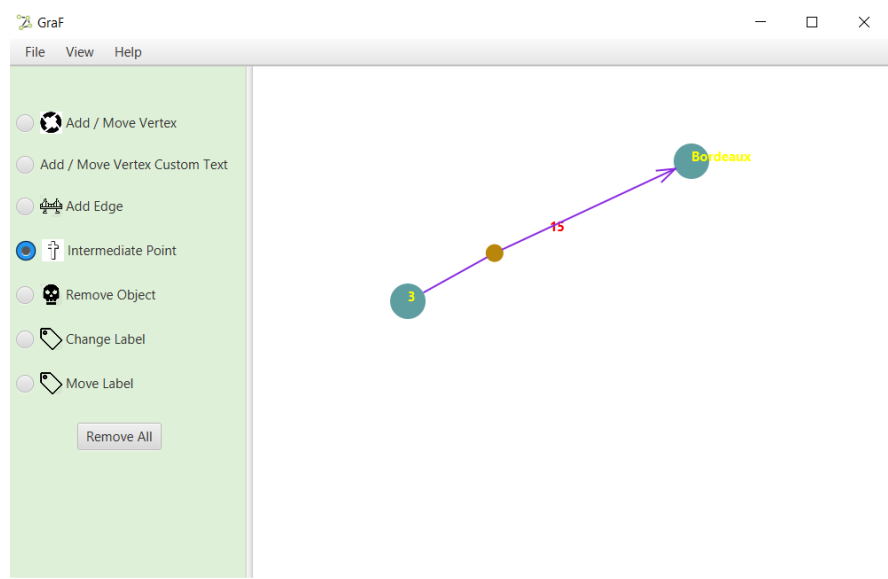 GraF
File View Help
Add / Move Vertex
Add / Move Vertex Custom Text
Add Edge
Intermediate Point
Remove Object
Change Label
Move Label
Remove All
Bordeaux
15
3